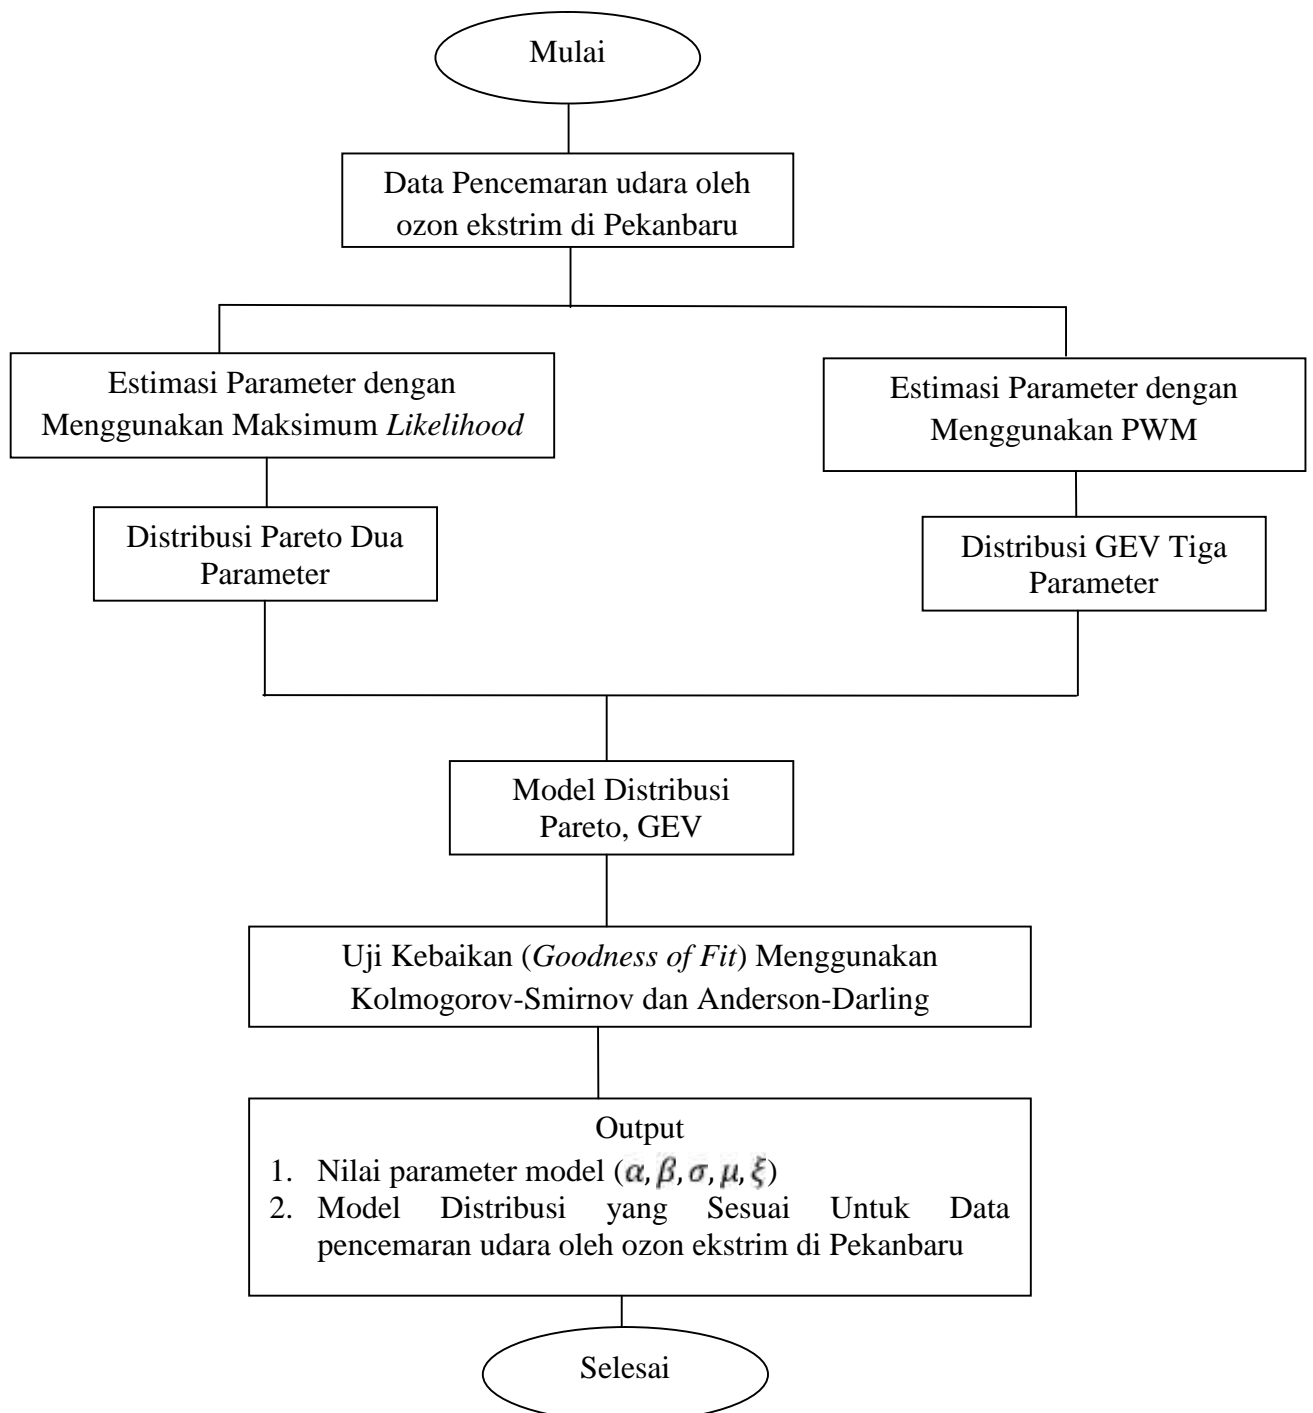 Mulai
Data Pencemaran udara oleh
ozon ekstrim di Pekanbaru
Estimasi Parameter dengan
Menggunakan Maksimum Likelihood
Estimasi Parameter dengan
Menggunakan PWM
Distribusi Pareto Dua
Parameter
Distribusi GEV Tiga
Parameter
Model Distribusi
Pareto, GEV
Uji Kebaikan (Goodness of Fit) Menggunakan
Kolmogorov-Smirnov dan Anderson-Darling
Output
1. Nilai parameter model (α, β, σ, μ, ξ)
2. Model Distribusi yang Sesuai Untuk Data
pencemaran udara oleh ozon ekstrim di Pekanbaru
Selesai